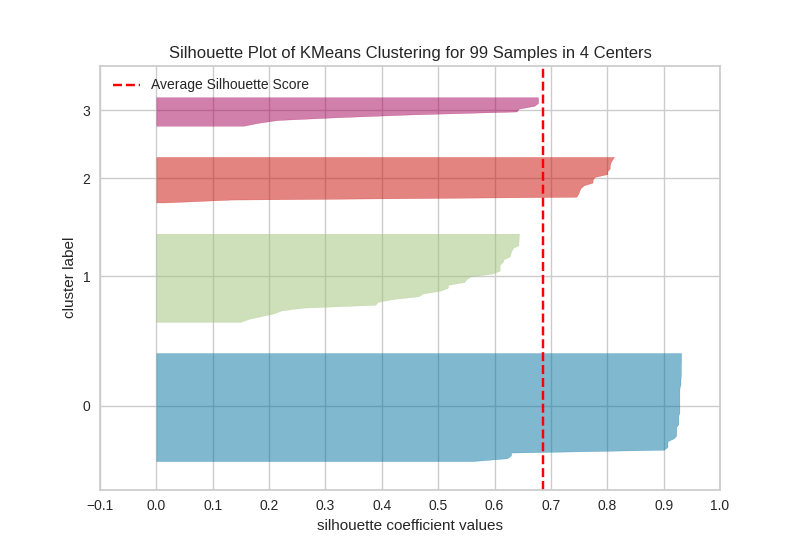 Silhouette Plot of KMeans Clustering for 99 Samples in 4 Centers
Average Silhouette Score
3
2
1
0
cluster label
−0.1 0.0 0.1 0.2 0.3 0.4 0.5 0.6 0.7 0.8 0.9 1.0
silhouette coefficient values